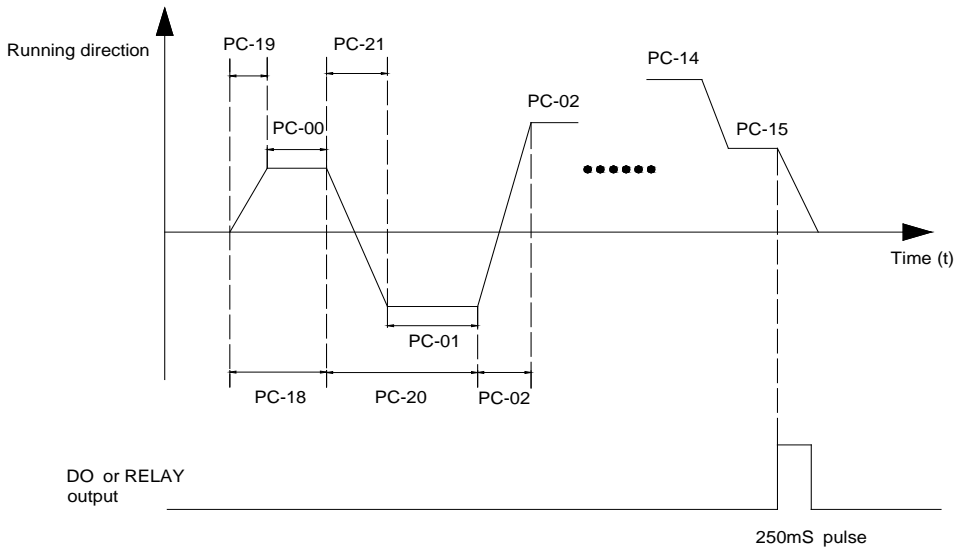 Running direction
PC-19
PC-21
PC-14
PC-02
PC-00
PC-15
Time (t)
PC-01
PC-18
PC-20
PC-02
DO or RELAY
output
250mS pulse